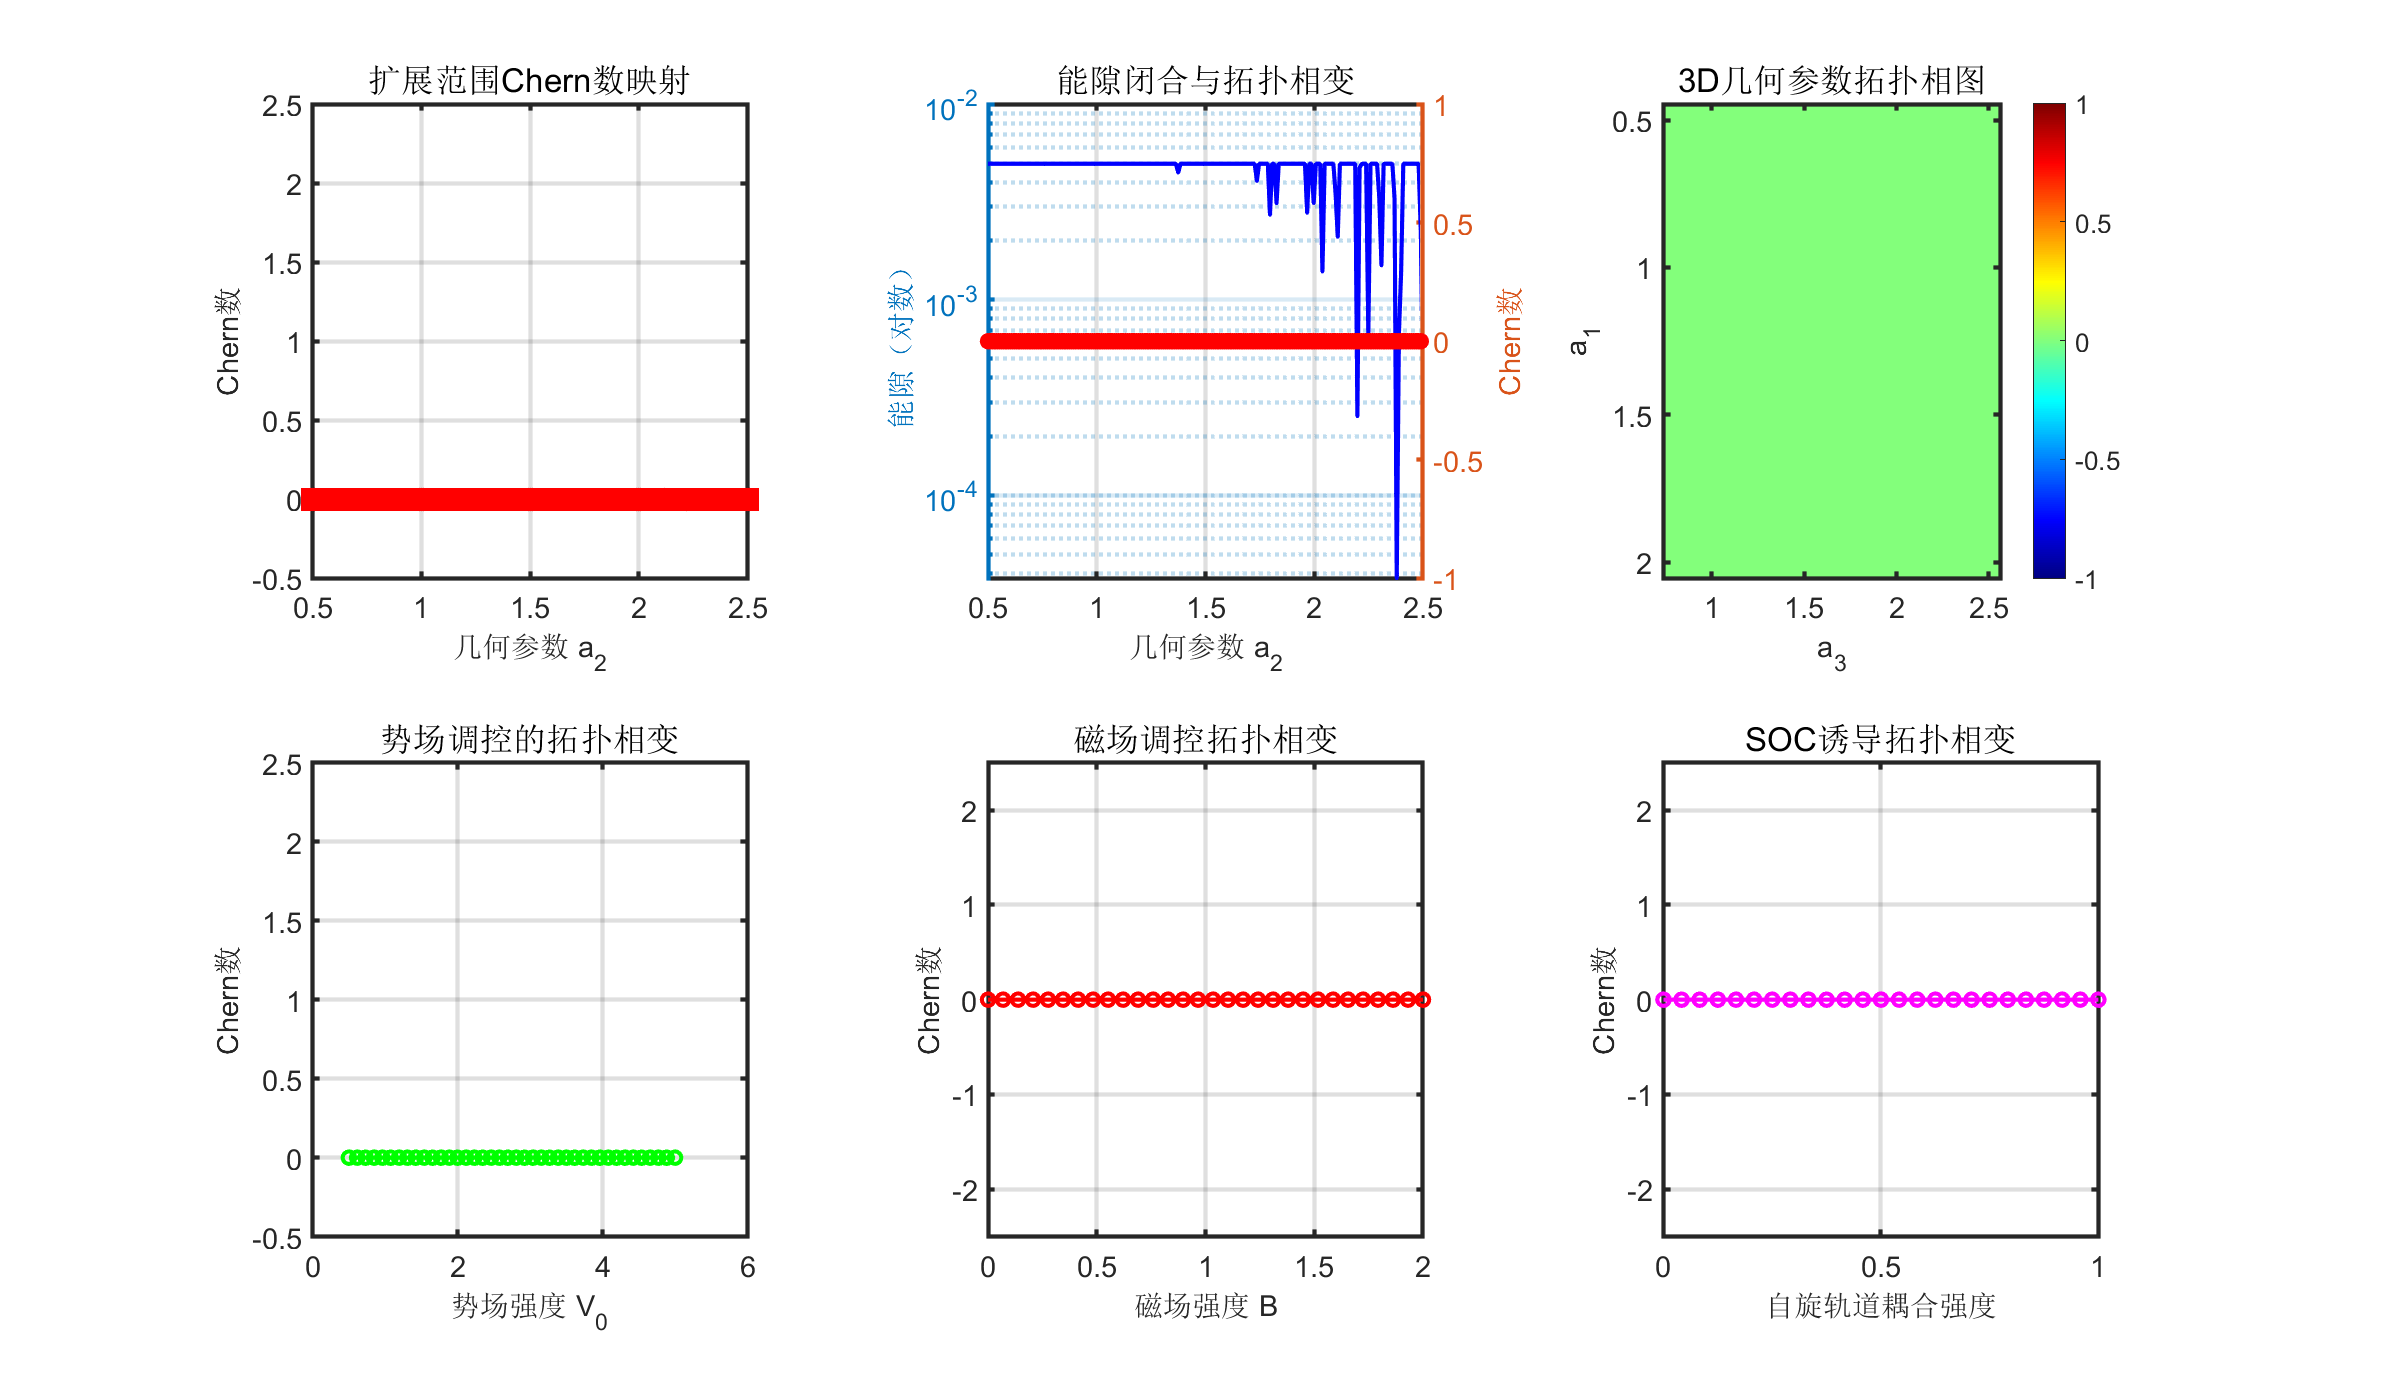 扩展范围Chern数映射
2.5
2
1.5
1
0.5
0
-0.5
Chern数
0.5 1 1.5 2 2.5
几何参数 a_2
能隙闭合与拓扑相变
10^-2
10^-3
10^-4
能隙（对数）
1
0.5
0
-0.5
-1
Chern数
0.5 1 1.5 2 2.5
几何参数 a_2
3D几何参数拓扑相图
0.5
1
1.5
2
a_1
1 1.5 2 2.5
a_3
1
0.5
0
-0.5
-1
势场调控的拓扑相变
2.5
2
1.5
1
0.5
0
-0.5
Chern数
0 2 4 6
势场强度 V_0
磁场调控拓扑相变
2
1
0
-1
-2
Chern数
0 0.5 1 1.5 2
磁场强度 B
SOC诱导拓扑相变
2
1
0
-1
-2
Chern数
0 0.5 1
自旋轨道耦合强度